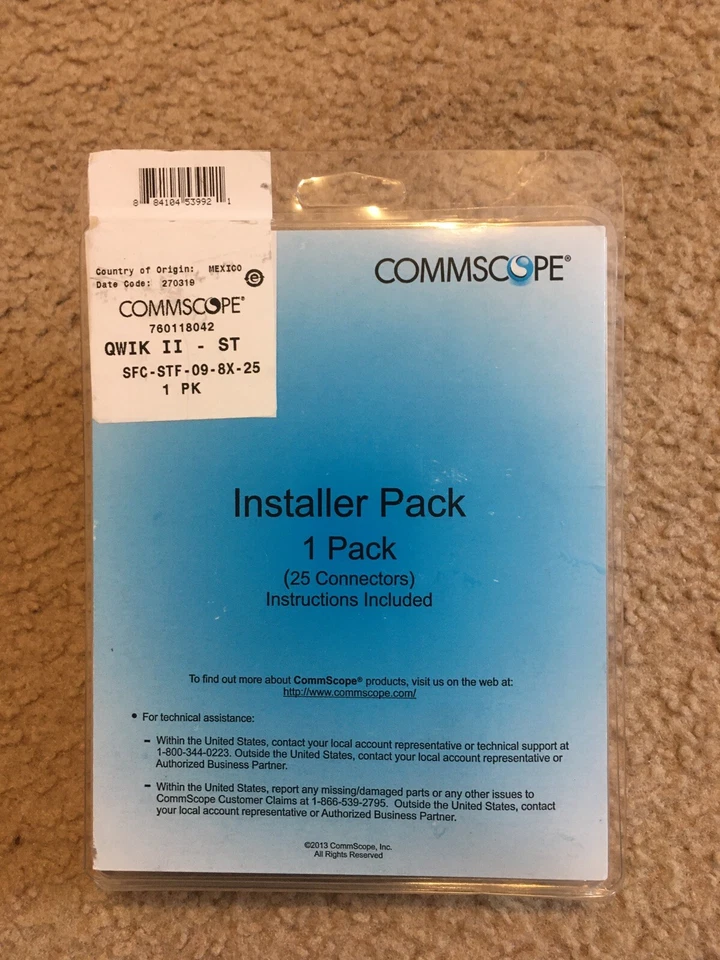 8 84104 53992 1
Country of Origin: MEXICO
Date Code: 270319
e
COMMSCOPE®
760118042
QWIK II - ST
SFC-STF-09-8X-25
1 PK
COMMSCOPE®
Installer Pack
1 Pack
(25 Connectors)
Instructions Included
To find out more about CommScope® products, visit us on the web at:
http://www.commscope.com/
• For technical assistance:
– Within the United States, contact your local account representative or technical support at
1-800-344-0223. Outside the United States, contact your local account representative or
Authorized Business Partner.
– Within the United States, report any missing/damaged parts or any other issues to
CommScope Customer Claims at 1-866-539-2795. Outside the United States, contact
your local account representative or Authorized Business Partner.
©2013 CommScope, Inc.
All Rights Reserved